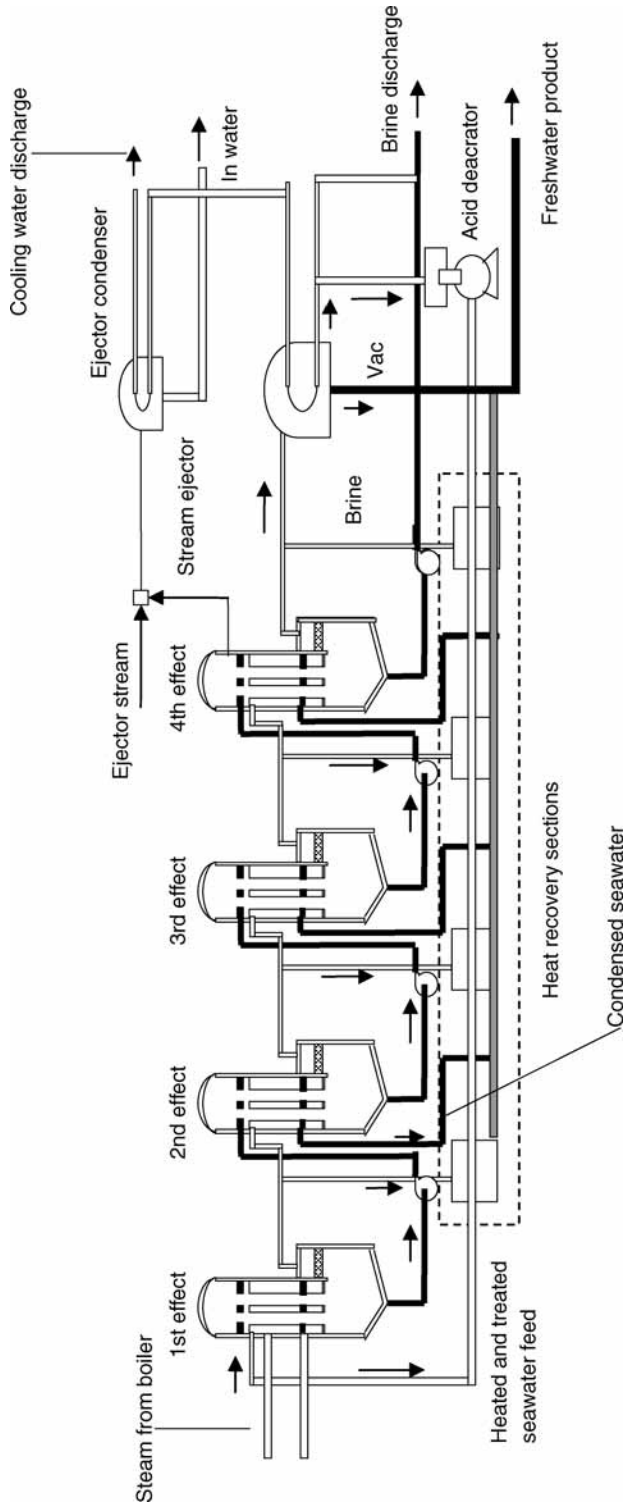 Cooling water discharge
Ejector condenser
In water
Stream ejector
Ejector stream
Brine discharge
Acid deacrator
Freshwater product
Vac
Brine
4th effect
3rd effect
2nd effect
1st effect
Steam from boiler
Heated and treated
seawater feed
Heat recovery sections
Condensed seawater